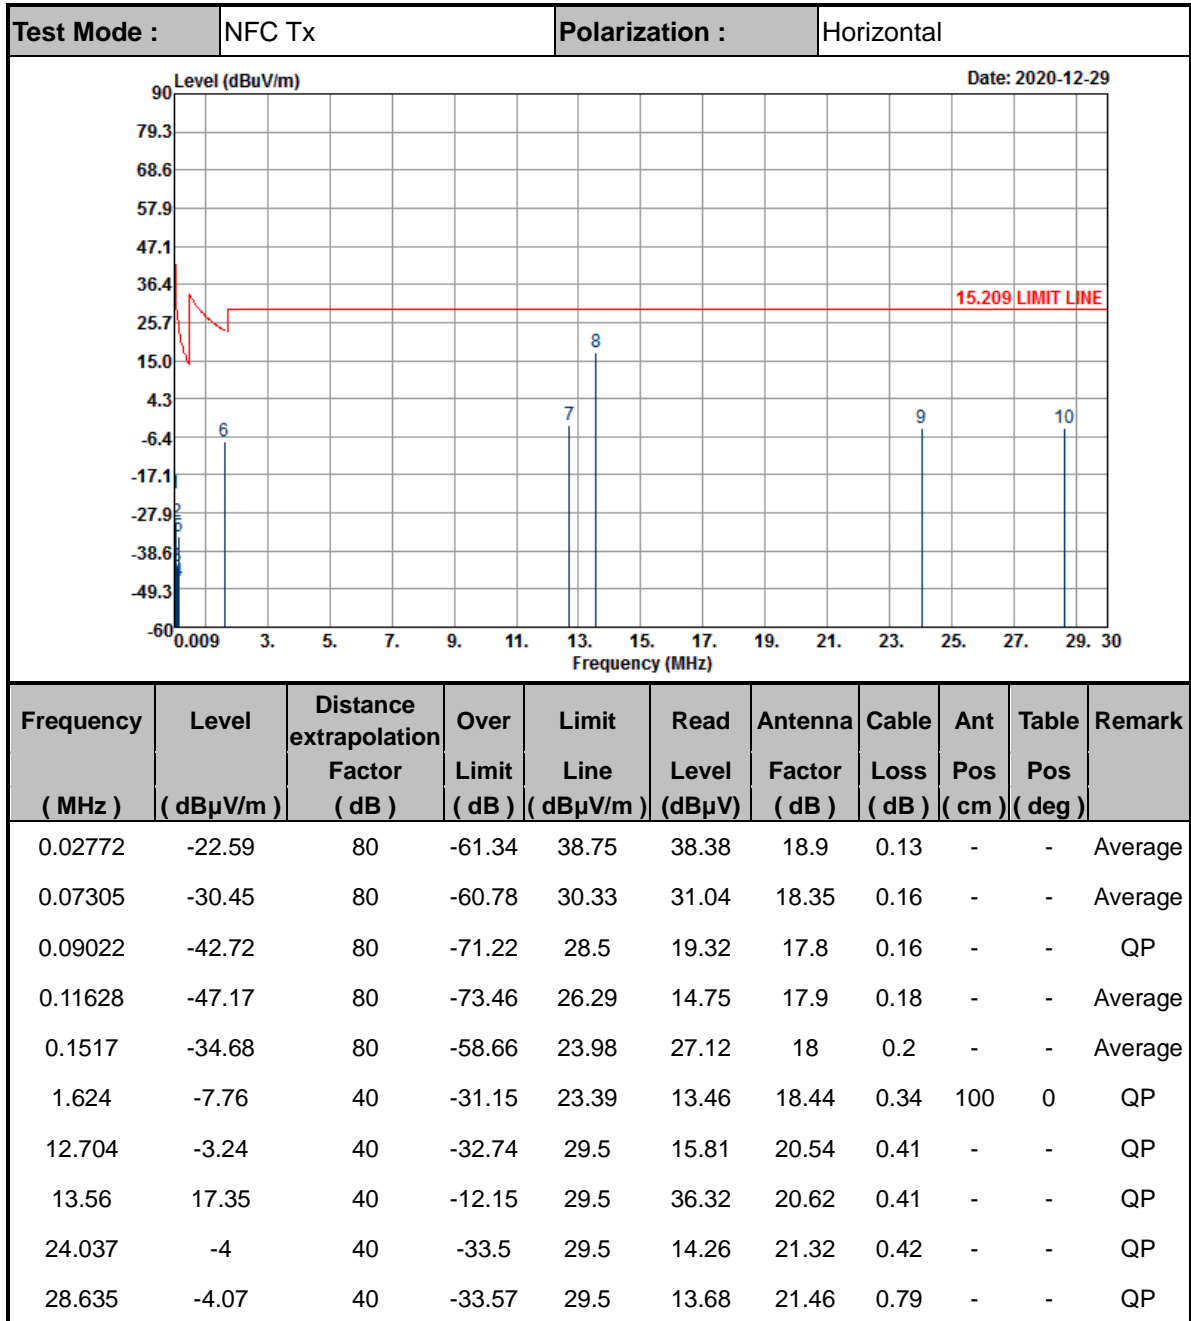 Test Mode : NFC Tx Polarization : Horizontal
Level (dBuV/m) Date: 2020-12-29
90
79.3
68.6
57.9
47.1
36.4
15.209 LIMIT LINE
25.7
8
15.0
4.3
7 9 10
6
-6.4
-17.1
2
-27.9
5
-38.6
-49.3
-60
0.009 3. 5. 7. 9. 11. 13. 15. 17. 19. 21. 23. 25. 27. 29. 30
Frequency (MHz)
Frequency Level Distance extrapolation Over Limit Read Antenna Cable Ant Table Remark
Factor Limit Line Level Factor Loss Pos Pos
( MHz ) ( dBµV/m ) ( dB ) ( dB ) ( dBµV/m ) (dBµV) ( dB ) ( dB ) ( cm ) ( deg )
0.02772 -22.59 80 -61.34 38.75 38.38 18.9 0.13 - - Average
0.07305 -30.45 80 -60.78 30.33 31.04 18.35 0.16 - - Average
0.09022 -42.72 80 -71.22 28.5 19.32 17.8 0.16 - - QP
0.11628 -47.17 80 -73.46 26.29 14.75 17.9 0.18 - - Average
0.1517 -34.68 80 -58.66 23.98 27.12 18 0.2 - - Average
1.624 -7.76 40 -31.15 23.39 13.46 18.44 0.34 100 0 QP
12.704 -3.24 40 -32.74 29.5 15.81 20.54 0.41 - - QP
13.56 17.35 40 -12.15 29.5 36.32 20.62 0.41 - - QP
24.037 -4 40 -33.5 29.5 14.26 21.32 0.42 - - QP
28.635 -4.07 40 -33.57 29.5 13.68 21.46 0.79 - - QP